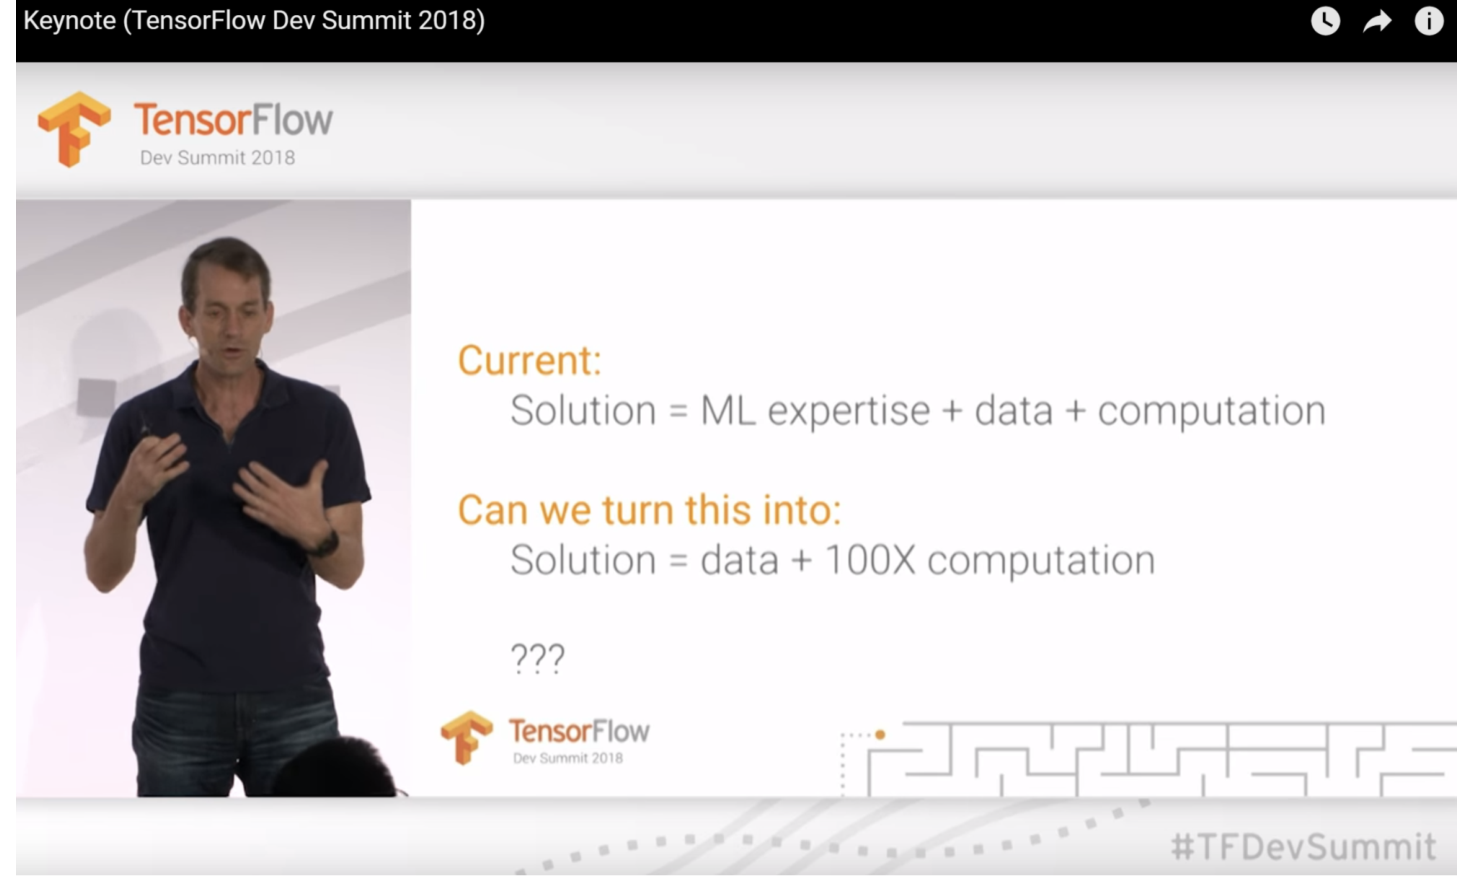 Keynote (TensorFlow Dev Summit 2018)
TensorFlow
Dev Summit 2018
Current:
Solution = ML expertise + data + computation
Can we turn this into:
Solution = data + 100X computation
???
TensorFlow
Dev Summit 2018
#TFDevSummit